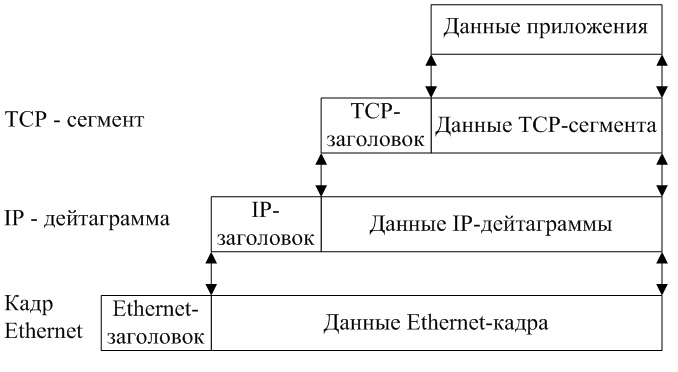 Данные приложения
TCP - сегмент
TCP-
заголовок
Данные TCP-сегмента
IP - дейтаграмма
IP-
заголовок
Данные IP-дейтаграммы
Кадр
Ethernet
Ethernet-
заголовок
Данные Ethernet-кадра